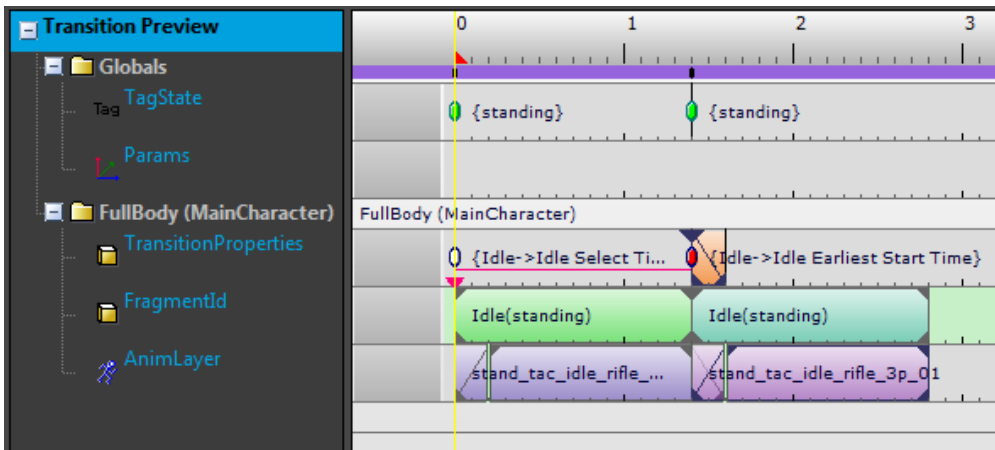 Transition Preview
0 1 2 3
Globals
TagState
Tag
{standing} {standing}
Params
FullBody (MainCharacter)
FullBody (MainCharacter)
TransitionProperties
{Idle->Idle Select Ti... {Idle->Idle Earliest Start Time}
FragmentId
Idle(standing) Idle(standing)
AnimLayer
stand_tac_idle_rifle_... stand_tac_idle_rifle_3p_01